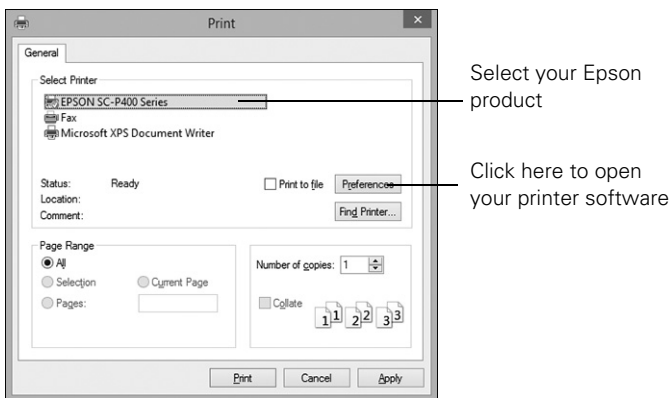 Print
General
Select Printer
EPSON SC-P400 Series
Fax
Microsoft XPS Document Writer
Status: Ready
Location:
Comment:
Print to file
Preferences
Find Printer...
Page Range
All
Selection
Current Page
Pages:
Number of copies: 1
Collate
1 1 2 2 3 3
Print
Cancel
Apply
Select your Epson
product
Click here to open
your printer software